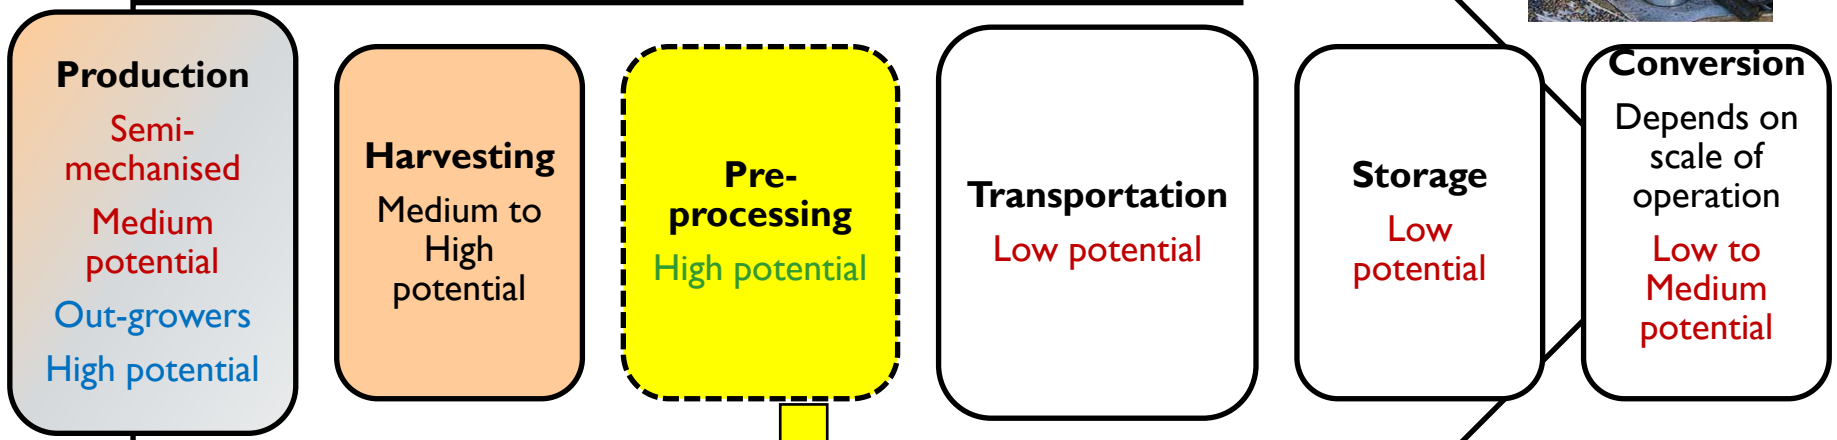 Production
Semi-
mechanised
Medium
potential
Out-growers
High potential
Harvesting
Medium to
High
potential
Pre-
processing
High potential
Transportation
Low potential
Storage
Low
potential
Conversion
Depends on
scale of
operation
Low to
Medium
potential